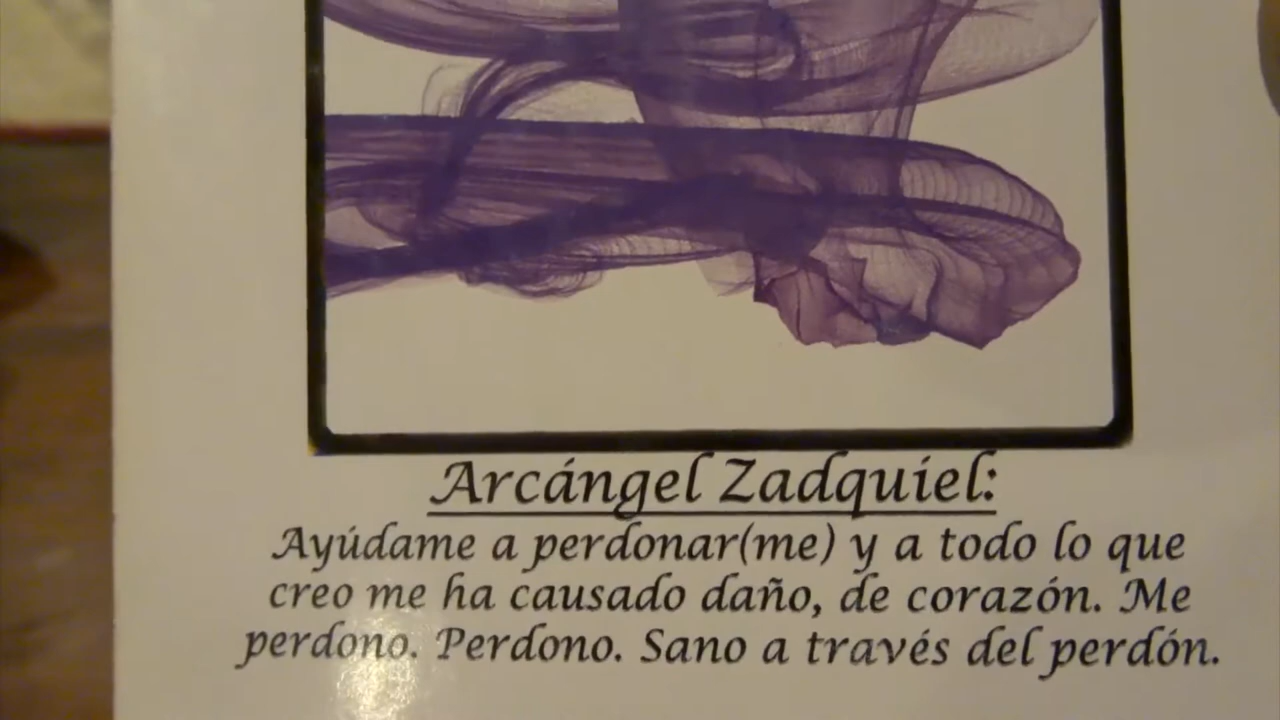 Arcángel Zadquiel:
Ayúdame a perdonar(me) y a todo lo que
creo me ha causado daño, de corazón. Me
perdono. Perdono. Sano a través del perdón.